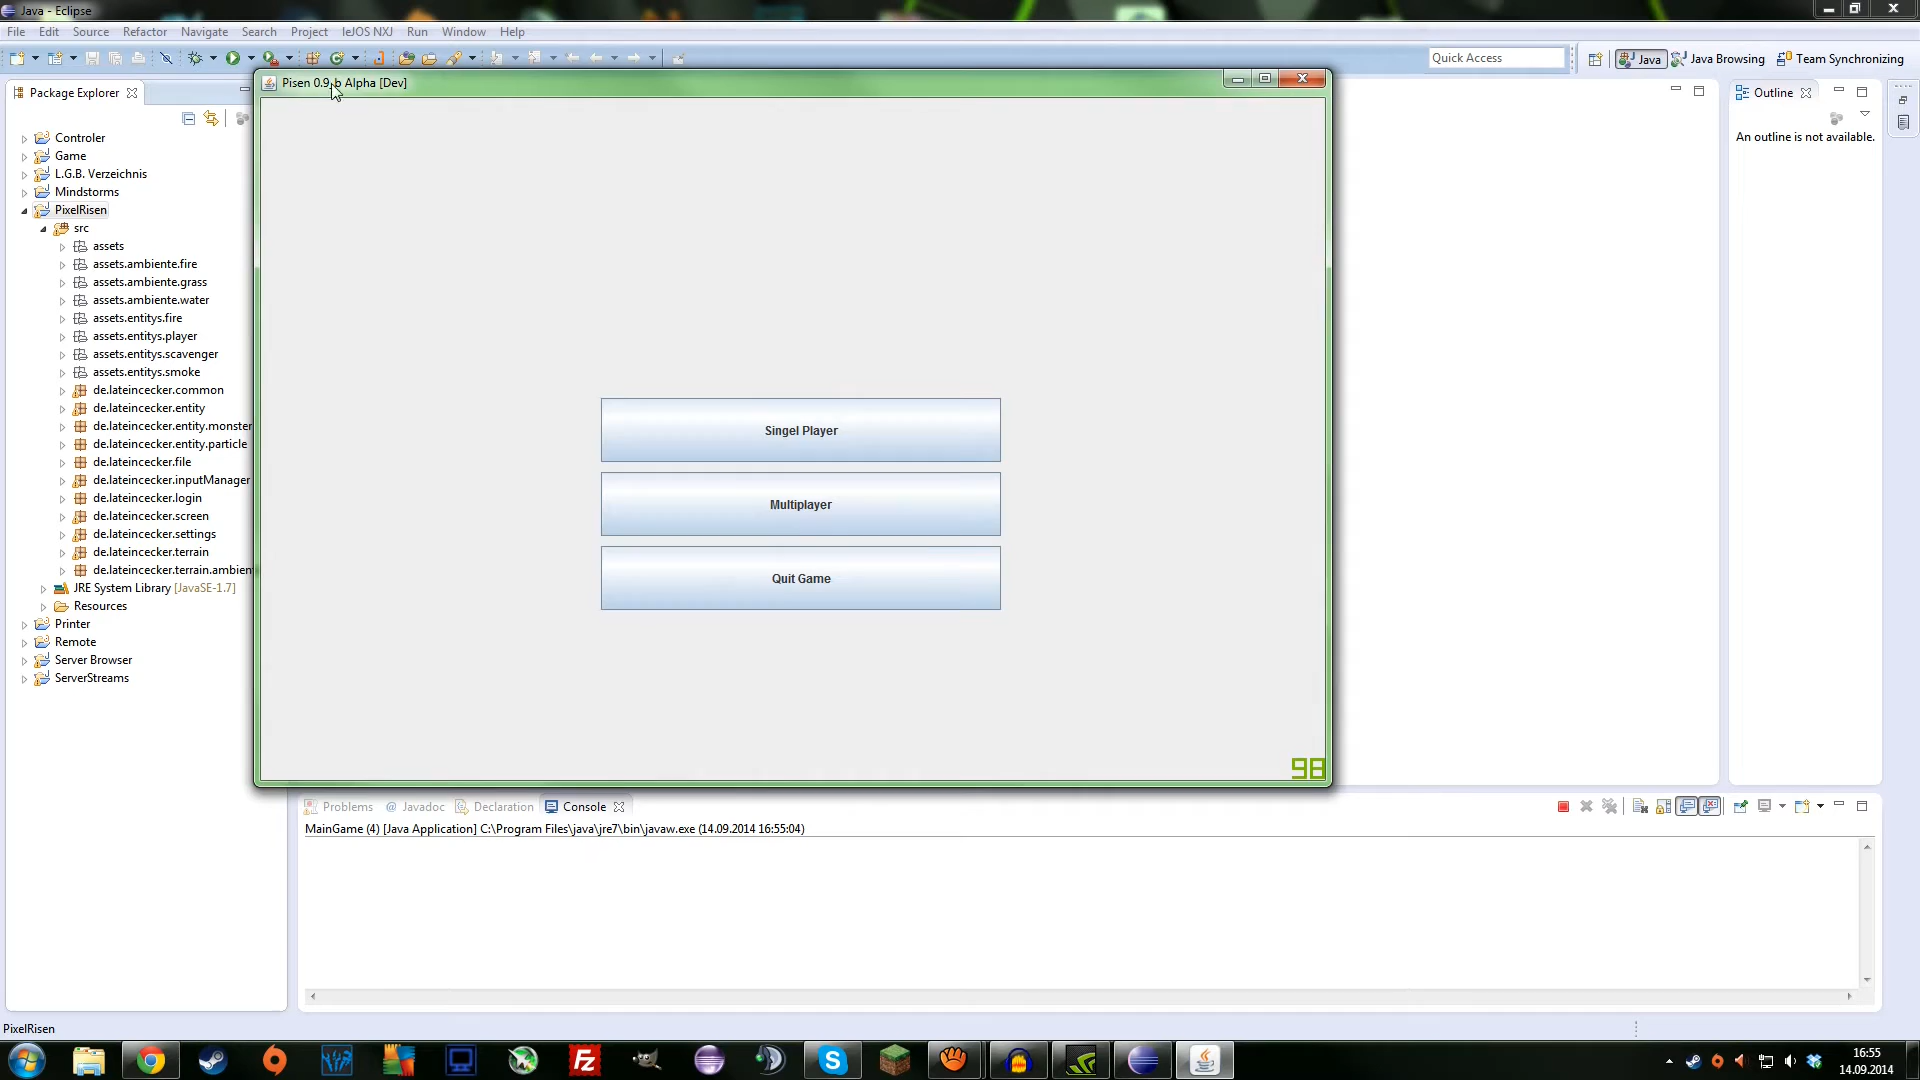 Java - Eclipse
File Edit Source Refactor Navigate Search Project leJOS NXJ Run Window Help
Quick Access
Java
Java Browsing
Team Synchronizing
Package Explorer
Controler
Game
L.G.B. Verzeichnis
Mindstorms
PixelRisen
src
assets
assets.ambiente.fire
assets.ambiente.grass
assets.ambiente.water
assets.entitys.fire
assets.entitys.player
assets.entitys.scavenger
assets.entitys.smoke
de.lateincecker.common
de.lateincecker.entity
de.lateincecker.entity.monster
de.lateincecker.entity.particle
de.lateincecker.file
de.lateincecker.inputManager
de.lateincecker.login
de.lateincecker.screen
de.lateincecker.settings
de.lateincecker.terrain
de.lateincecker.terrain.ambient
JRE System Library [JavaSE-1.7]
Resources
Printer
Remote
Server Browser
ServerStreams
Pisen 0.9 b Alpha [Dev]
Singel Player
Multiplayer
Quit Game
98
Outline
An outline is not available.
Problems @ Javadoc Declaration Console
MainGame (4) [Java Application] C:\Program Files\java\jre7\bin\javaw.exe (14.09.2014 16:55:04)
PixelRisen
16:55
14.09.2014